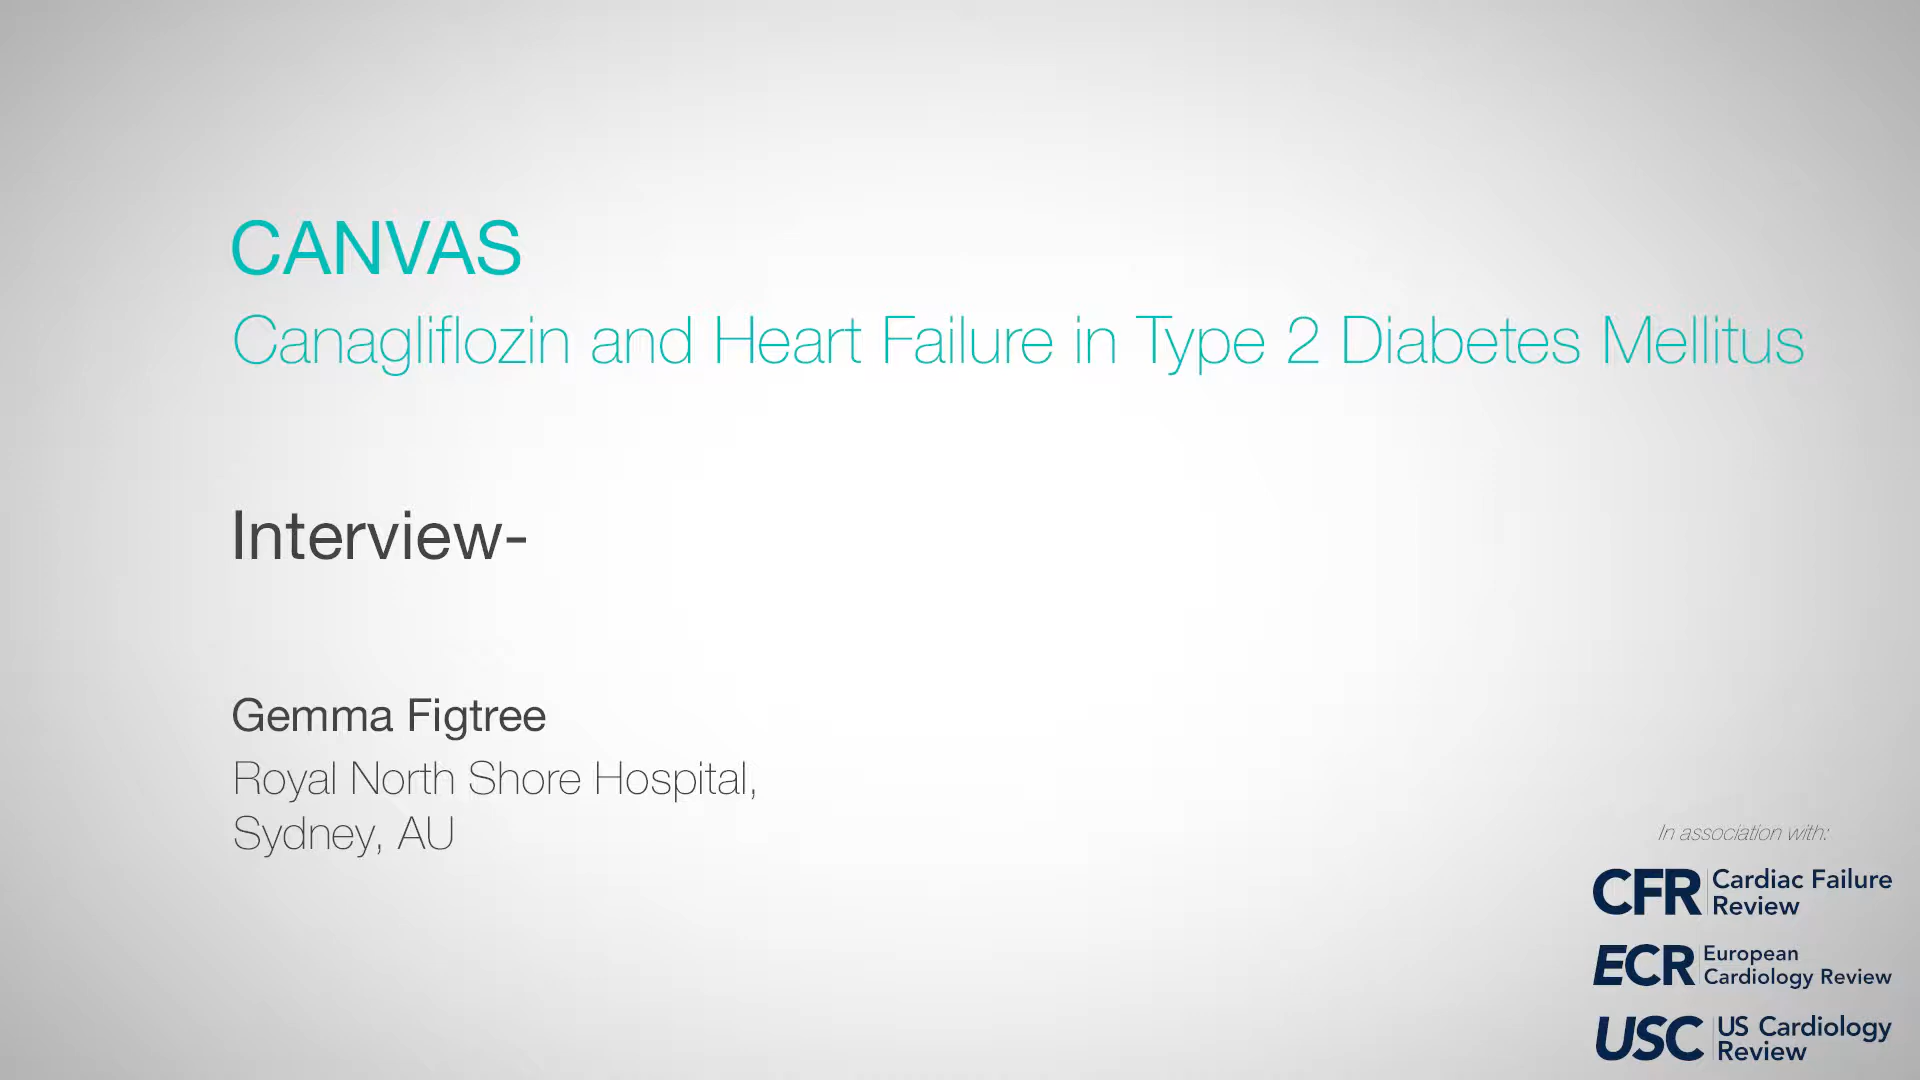 CANVAS
Canagliflozin and Heart Failure in Type 2 Diabetes Mellitus
Interview-
Gemma Figtree
Royal North Shore Hospital,
Sydney, AU
In association with:
CFR Cardiac Failure
Review
ECR European
Cardiology Review
USC US Cardiology
Review